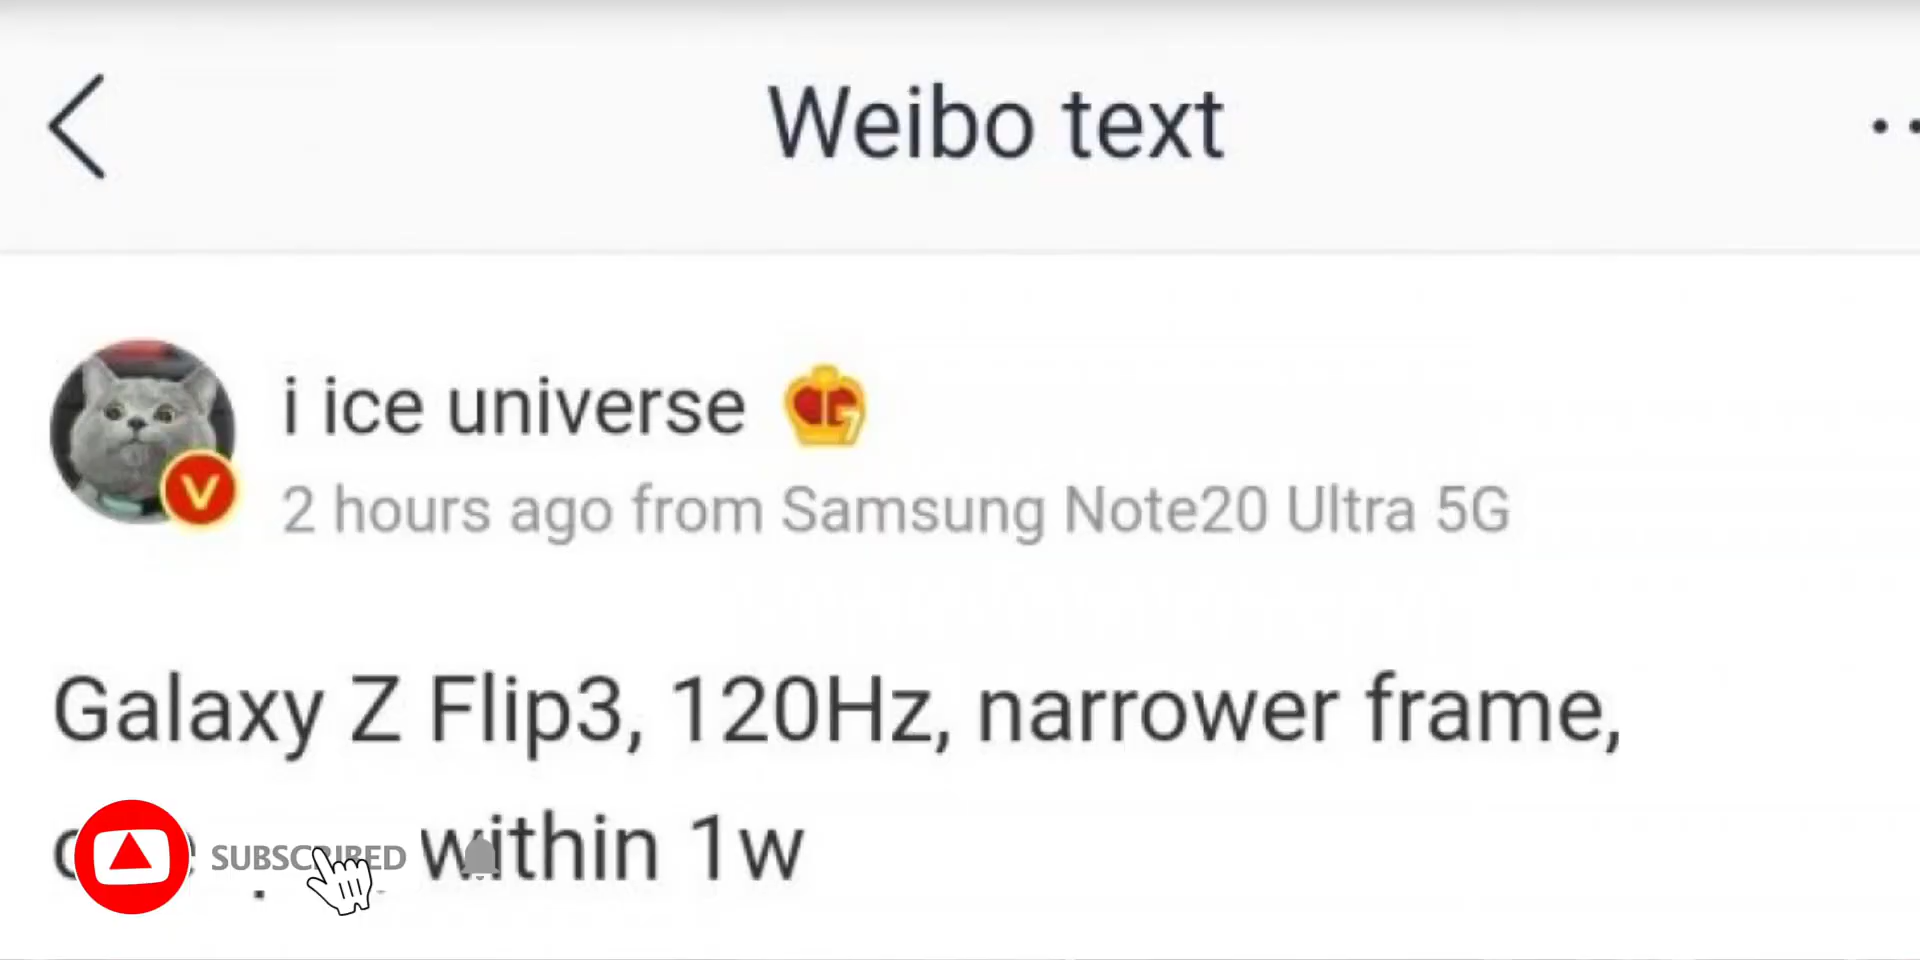 Weibo text
i ice universe
2 hours ago from Samsung Note20 Ultra 5G
Galaxy Z Flip3, 120Hz, narrower frame,
within 1w
SUBSCRIBED